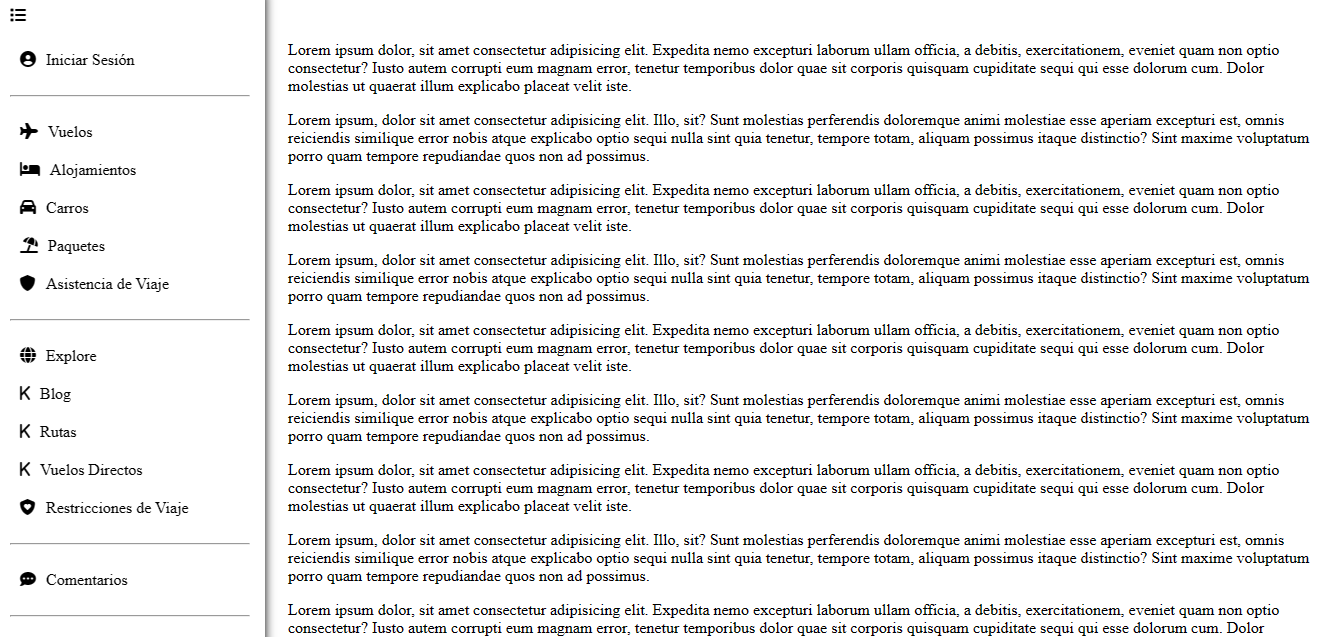 Iniciar Sesión
Vuelos
Alojamientos
Carros
Paquetes
Asistencia de Viaje
Explore
K Blog
K Rutas
K Vuelos Directos
Restricciones de Viaje
Comentarios
Lorem ipsum dolor, sit amet consectetur adipisicing elit. Expedita nemo excepturi laborum ullam officia, a debitis, exercitationem, eveniet quam non optio
consectetur? Iusto autem corrupti eum magnam error, tenetur temporibus dolor quae sit corporis quisquam cupiditate sequi qui esse dolorum cum. Dolor
molestias ut quaerat illum explicabo placeat velit iste.
Lorem ipsum, dolor sit amet consectetur adipisicing elit. Illo, sit? Sunt molestias perferendis doloremque animi molestiae esse aperiam excepturi est, omnis
reiciendis similique error nobis atque explicabo optio sequi nulla sint quia tenetur, tempore totam, aliquam possimus itaque distinctio? Sint maxime voluptatum
porro quam tempore repudiandae quos non ad possimus.
Lorem ipsum dolor, sit amet consectetur adipisicing elit. Expedita nemo excepturi laborum ullam officia, a debitis, exercitationem, eveniet quam non optio
consectetur? Iusto autem corrupti eum magnam error, tenetur temporibus dolor quae sit corporis quisquam cupiditate sequi qui esse dolorum cum. Dolor
molestias ut quaerat illum explicabo placeat velit iste.
Lorem ipsum, dolor sit amet consectetur adipisicing elit. Illo, sit? Sunt molestias perferendis doloremque animi molestiae esse aperiam excepturi est, omnis
reiciendis similique error nobis atque explicabo optio sequi nulla sint quia tenetur, tempore totam, aliquam possimus itaque distinctio? Sint maxime voluptatum
porro quam tempore repudiandae quos non ad possimus.
Lorem ipsum dolor, sit amet consectetur adipisicing elit. Expedita nemo excepturi laborum ullam officia, a debitis, exercitationem, eveniet quam non optio
consectetur? Iusto autem corrupti eum magnam error, tenetur temporibus dolor quae sit corporis quisquam cupiditate sequi qui esse dolorum cum. Dolor
molestias ut quaerat illum explicabo placeat velit iste.
Lorem ipsum, dolor sit amet consectetur adipisicing elit. Illo, sit? Sunt molestias perferendis doloremque animi molestiae esse aperiam excepturi est, omnis
reiciendis similique error nobis atque explicabo optio sequi nulla sint quia tenetur, tempore totam, aliquam possimus itaque distinctio? Sint maxime voluptatum
porro quam tempore repudiandae quos non ad possimus.
Lorem ipsum dolor, sit amet consectetur adipisicing elit. Expedita nemo excepturi laborum ullam officia, a debitis, exercitationem, eveniet quam non optio
consectetur? Iusto autem corrupti eum magnam error, tenetur temporibus dolor quae sit corporis quisquam cupiditate sequi qui esse dolorum cum. Dolor
molestias ut quaerat illum explicabo placeat velit iste.
Lorem ipsum, dolor sit amet consectetur adipisicing elit. Illo, sit? Sunt molestias perferendis doloremque animi molestiae esse aperiam excepturi est, omnis
reiciendis similique error nobis atque explicabo optio sequi nulla sint quia tenetur, tempore totam, aliquam possimus itaque distinctio? Sint maxime voluptatum
porro quam tempore repudiandae quos non ad possimus.
Lorem ipsum dolor, sit amet consectetur adipisicing elit. Expedita nemo excepturi laborum ullam officia, a debitis, exercitationem, eveniet quam non optio
consectetur? Iusto autem corrupti eum magnam error, tenetur temporibus dolor quae sit corporis quisquam cupiditate sequi qui esse dolorum cum. Dolor